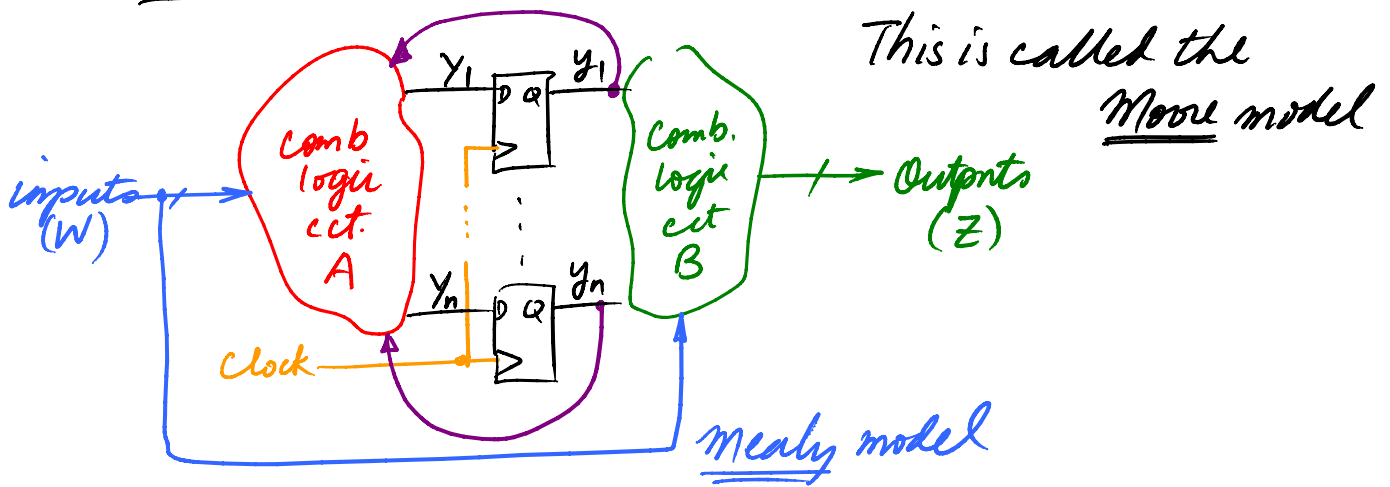 This is called the
Moore model
Y1
D Q
y1
comb
logic
cct.
A
comb.
logic
cct
B
inputs
(W)
Outputs
(Z)
Yn
D Q
yn
Clock
Mealy model